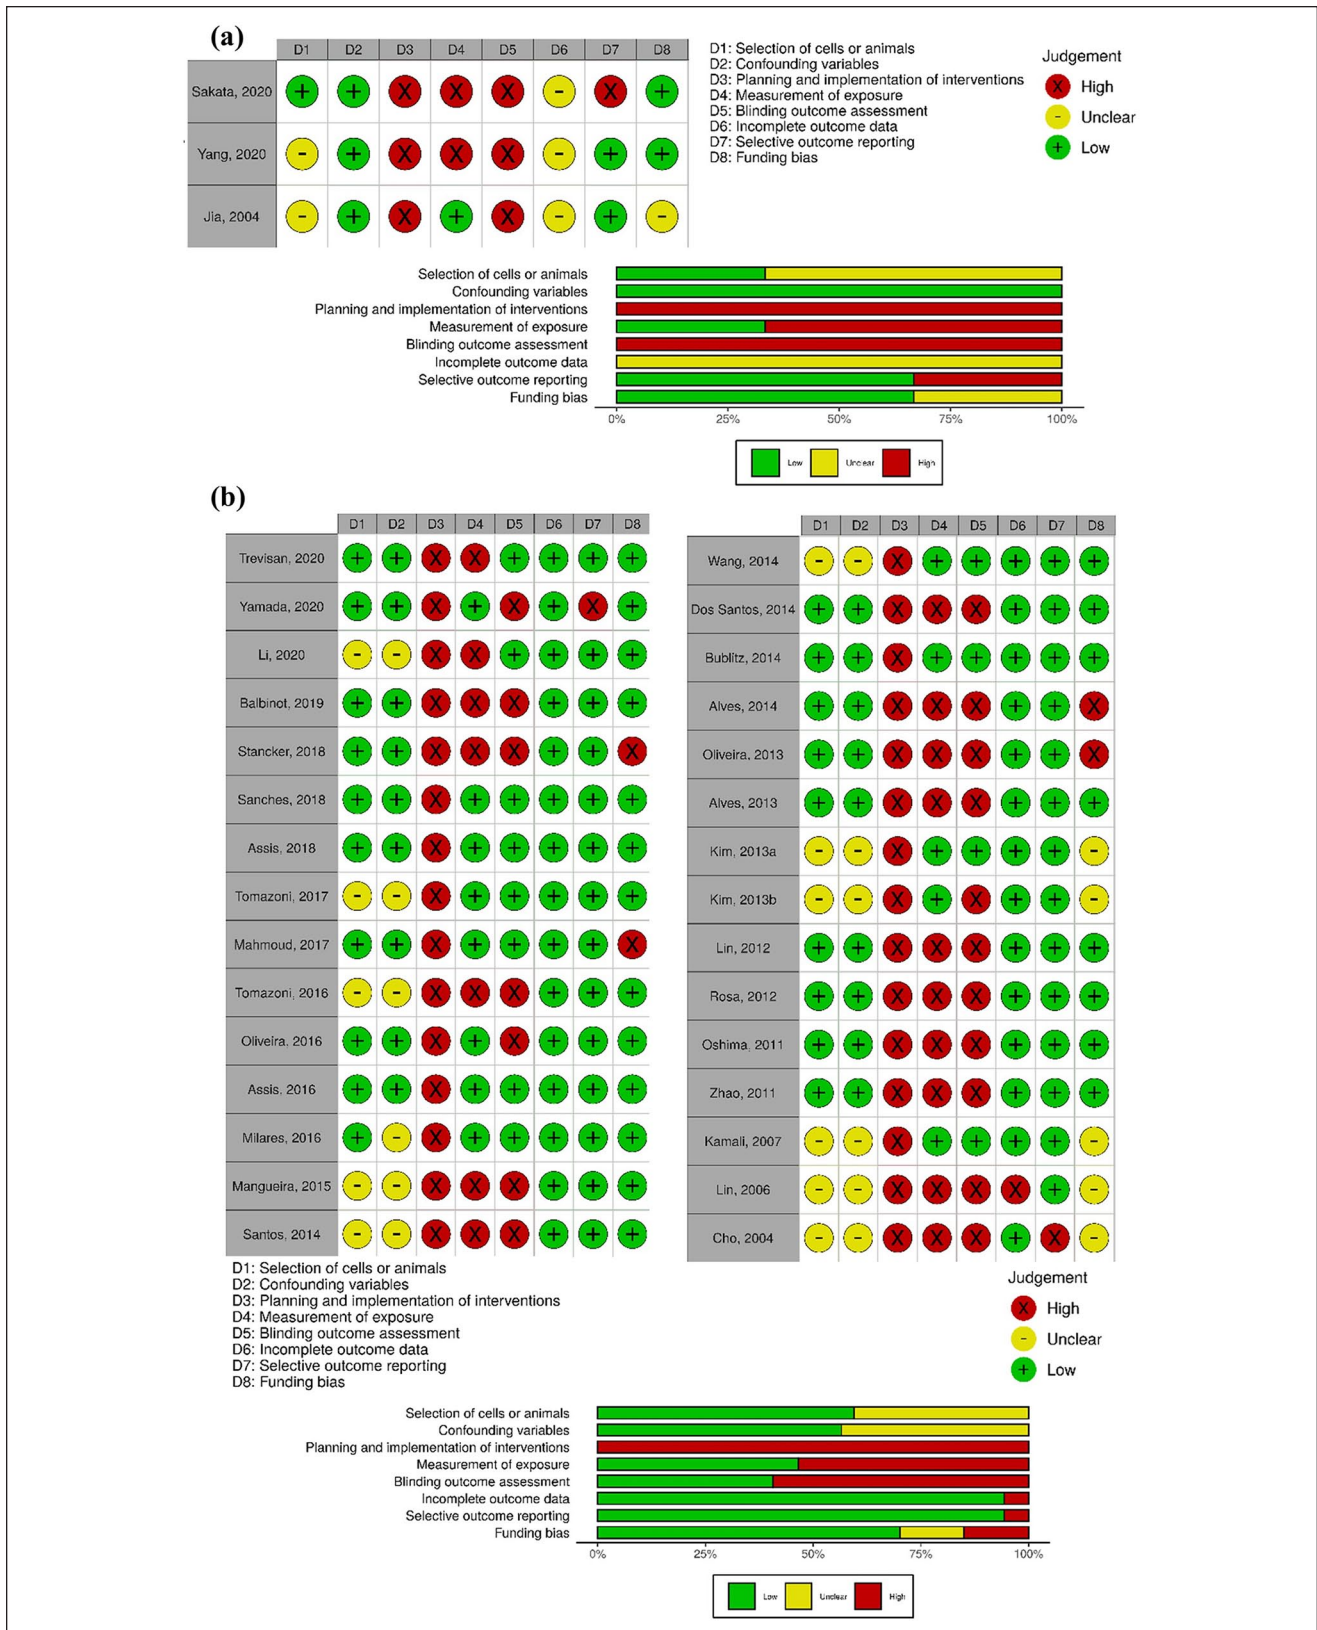 (a)
D1 D2 D3 D4 D5 D6 D7 D8
Sakata, 2020 + + X X X - X +
Yang, 2020 - + X X X - + +
Jia, 2004 - + X + X - + -
D1: Selection of cells or animals
D2: Confounding variables
D3: Planning and implementation of interventions
D4: Measurement of exposure
D5: Blinding outcome assessment
D6: Incomplete outcome data
D7: Selective outcome reporting
D8: Funding bias
Judgement
X High
- Unclear
+ Low
Selection of cells or animals
Confounding variables
Planning and implementation of interventions
Measurement of exposure
Blinding outcome assessment
Incomplete outcome data
Selective outcome reporting
Funding bias
0% 25% 50% 75% 100%
Low Unclear High
(b)
D1 D2 D3 D4 D5 D6 D7 D8
Trevisan, 2020 + + X X + + + +
Yamada, 2020 + + X + X + X +
Li, 2020 - - X X + + + +
Balbinot, 2019 + + X X X + + +
Stancker, 2018 + + X X X + + X
Sanches, 2018 + + X + + + + +
Assis, 2018 + + X + + + + +
Tomazoni, 2017 - - X + + + + +
Mahmoud, 2017 + + X + + + + X
Tomazoni, 2016 - - X X X + + +
Oliveira, 2016 + + X + X + + +
Assis, 2016 + + X + + + + +
Milares, 2016 + - X + + + + +
Mangueira, 2015 - - X X X + + +
Santos, 2014 - - X X X + + +
D1 D2 D3 D4 D5 D6 D7 D8
Wang, 2014 - - X + + + + +
Dos Santos, 2014 + + X X X + + +
Bublitz, 2014 + + X + + + + +
Alves, 2014 + + X X X + + X
Oliveira, 2013 + + X X X + + X
Alves, 2013 + + X X X + + +
Kim, 2013a - - X + + + + -
Kim, 2013b - - X + X + + -
Lin, 2012 + + X X X + + +
Rosa, 2012 + + X X X + + +
Oshima, 2011 + + X X X + + +
Zhao, 2011 + + X X X + + +
Kamali, 2007 - - X + + + + -
Lin, 2006 - - X X X X + -
Cho, 2004 - - X X X + X -
D1: Selection of cells or animals
D2: Confounding variables
D3: Planning and implementation of interventions
D4: Measurement of exposure
D5: Blinding outcome assessment
D6: Incomplete outcome data
D7: Selective outcome reporting
D8: Funding bias
Judgement
X High
- Unclear
+ Low
Selection of cells or animals
Confounding variables
Planning and implementation of interventions
Measurement of exposure
Blinding outcome assessment
Incomplete outcome data
Selective outcome reporting
Funding bias
0% 25% 50% 75% 100%
Low Unclear High